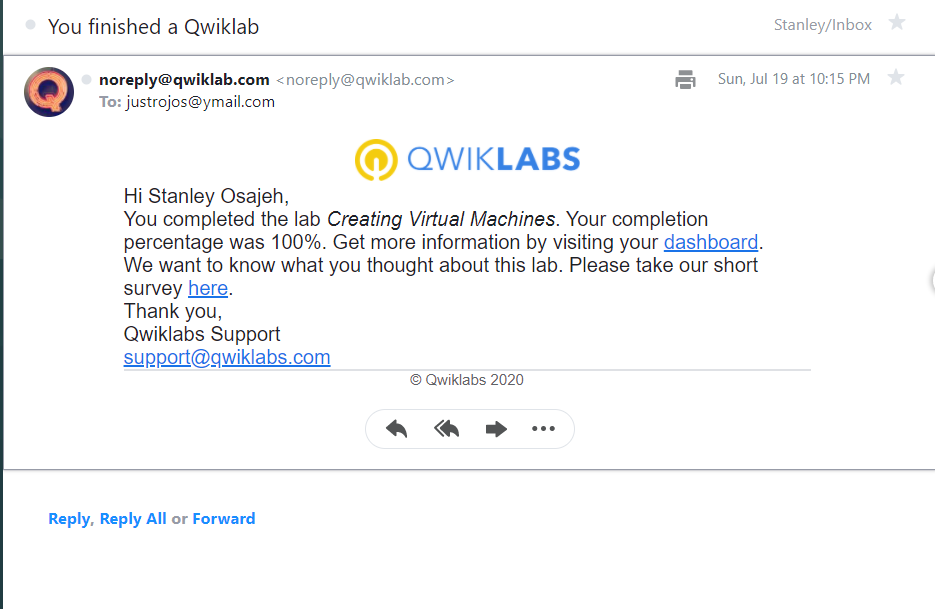 You finished a Qwiklab
Stanley/Inbox
noreply@qwiklab.com <noreply@qwiklab.com>
Sun, Jul 19 at 10:15 PM
To: justrojos@ymail.com
QWIKLABS
Hi Stanley Osajeh,
You completed the lab Creating Virtual Machines. Your completion
percentage was 100%. Get more information by visiting your dashboard.
We want to know what you thought about this lab. Please take our short
survey here.
Thank you,
Qwiklabs Support
support@qwiklabs.com
© Qwiklabs 2020
Reply, Reply All or Forward